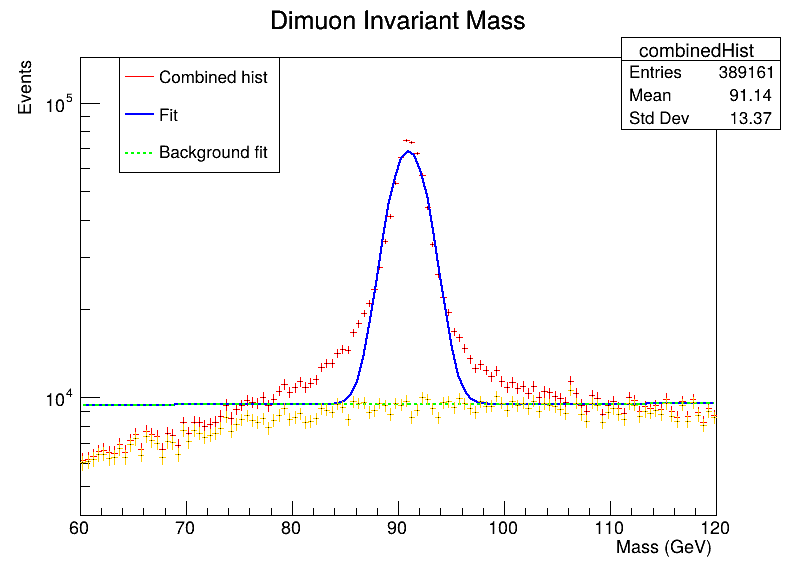 Dimuon Invariant Mass
combinedHist
Entries 389161
Mean 91.14
Std Dev 13.37
Events
Combined hist
Fit
Background fit
10^5
10^4
60 70 80 90 100 110 120
Mass (GeV)